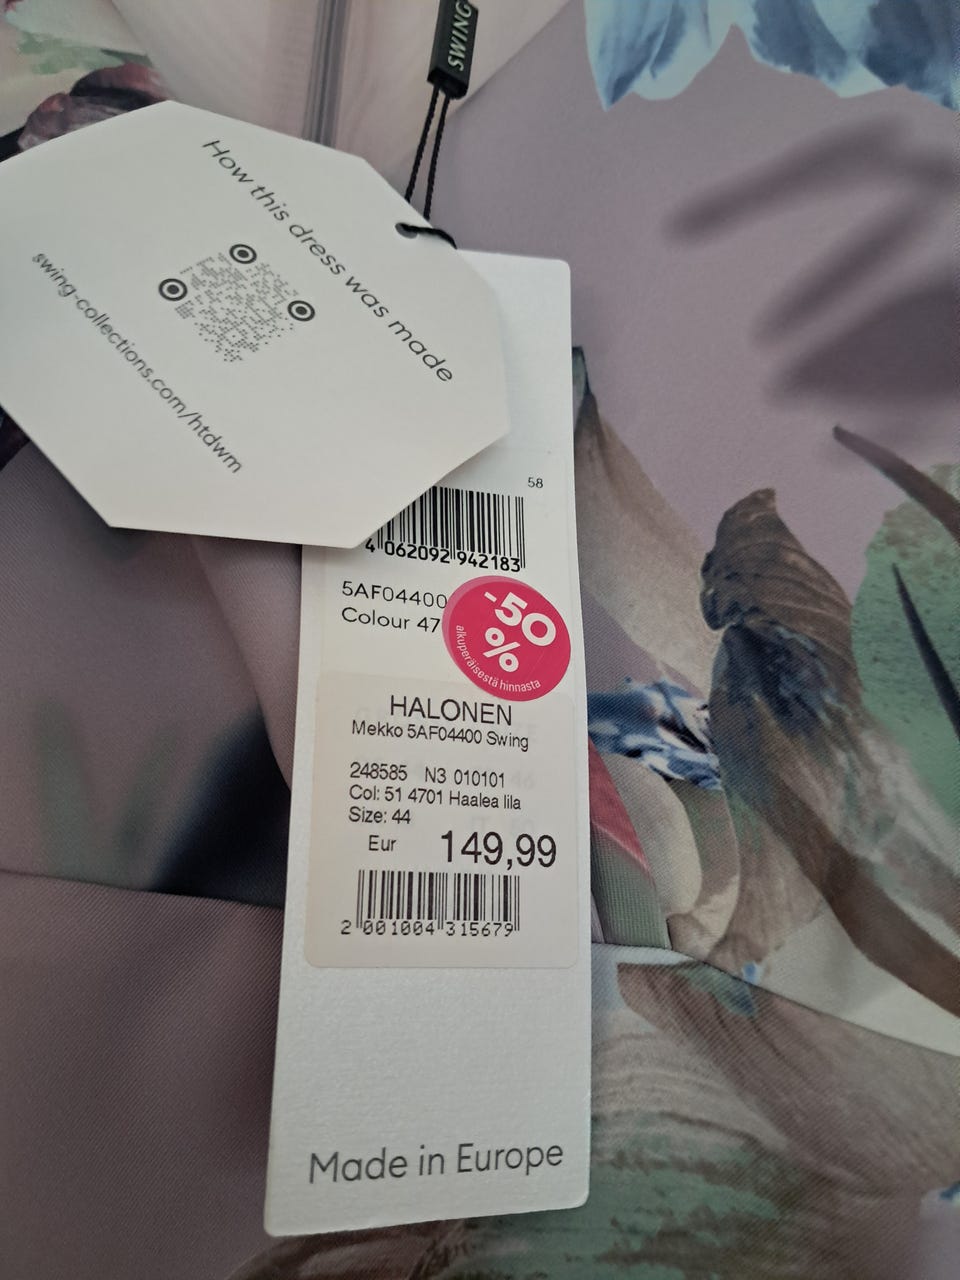 SWING
How this dress was made
swing-collections.com/htdwm
58
4 062092 942183
5AF04400
Colour 47
-50
%
alkuperäisestä hinnasta
HALONEN
Mekko 5AF04400 Swing
248585 N3 010101
Col: 51 4701 Haalea lila
Size: 44
Eur 149,99
2 001004 315679
Made in Europe